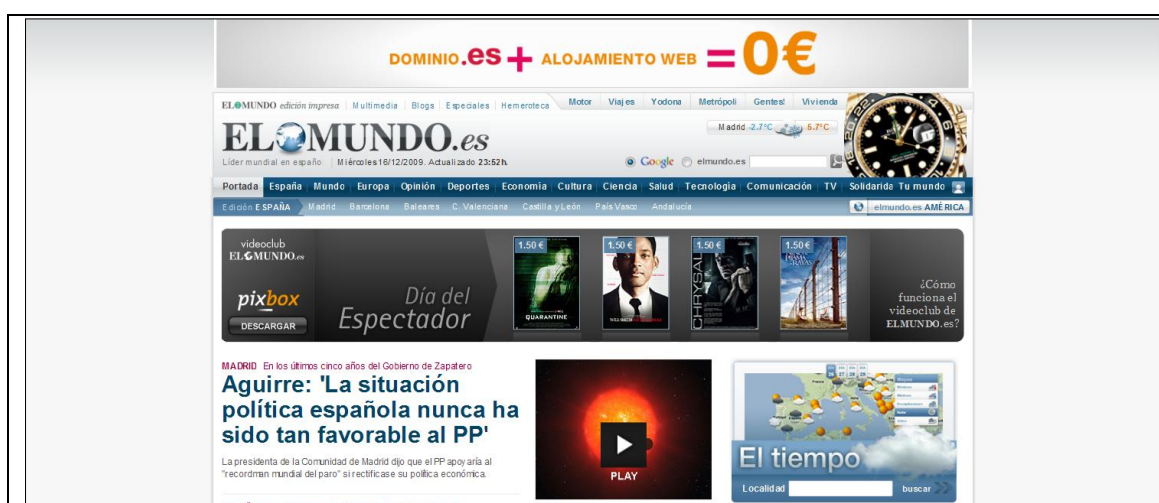 DOMINIO.es + ALOJAMIENTO WEB = 0€
EL MUNDO edición impresa Multimedia Blogs Especiales Hemeroteca Motor Viajes Yodona Metrópoli Gentes! Vivienda
EL MUNDO.es
Madrid -2.7°C 5.7°C
Líder mundial en español Miércoles 16/12/2009. Actualizado 23:52h.
Google elmundo.es
Portada España Mundo Europa Opinión Deportes Economía Cultura Ciencia Salud Tecnología Comunicación TV Solidarida Tu mundo
Edición ESPAÑA Madrid Barcelona Baleares C. Valenciana Castilla y León País Vasco Andalucía elmundo.es AMÉRICA
videoclub
EL MUNDO.es
pixbox
DESCARGAR
Día del
Espectador
1.50 €
QUARANTINE
1.50 €
1.50 €
CHRYSAL
1.50 €
¿Cómo
funciona el
videoclub de
ELMUNDO.es?
MADRID En los últimos cinco años del Gobierno de Zapatero
Aguirre: 'La situación
política española nunca ha
sido tan favorable al PP'
La presidenta de la Comunidad de Madrid dijo que el PP apoyaría al
"recordman mundial del paro" si rectificase su política económica.
PLAY
El tiempo
Localidad buscar